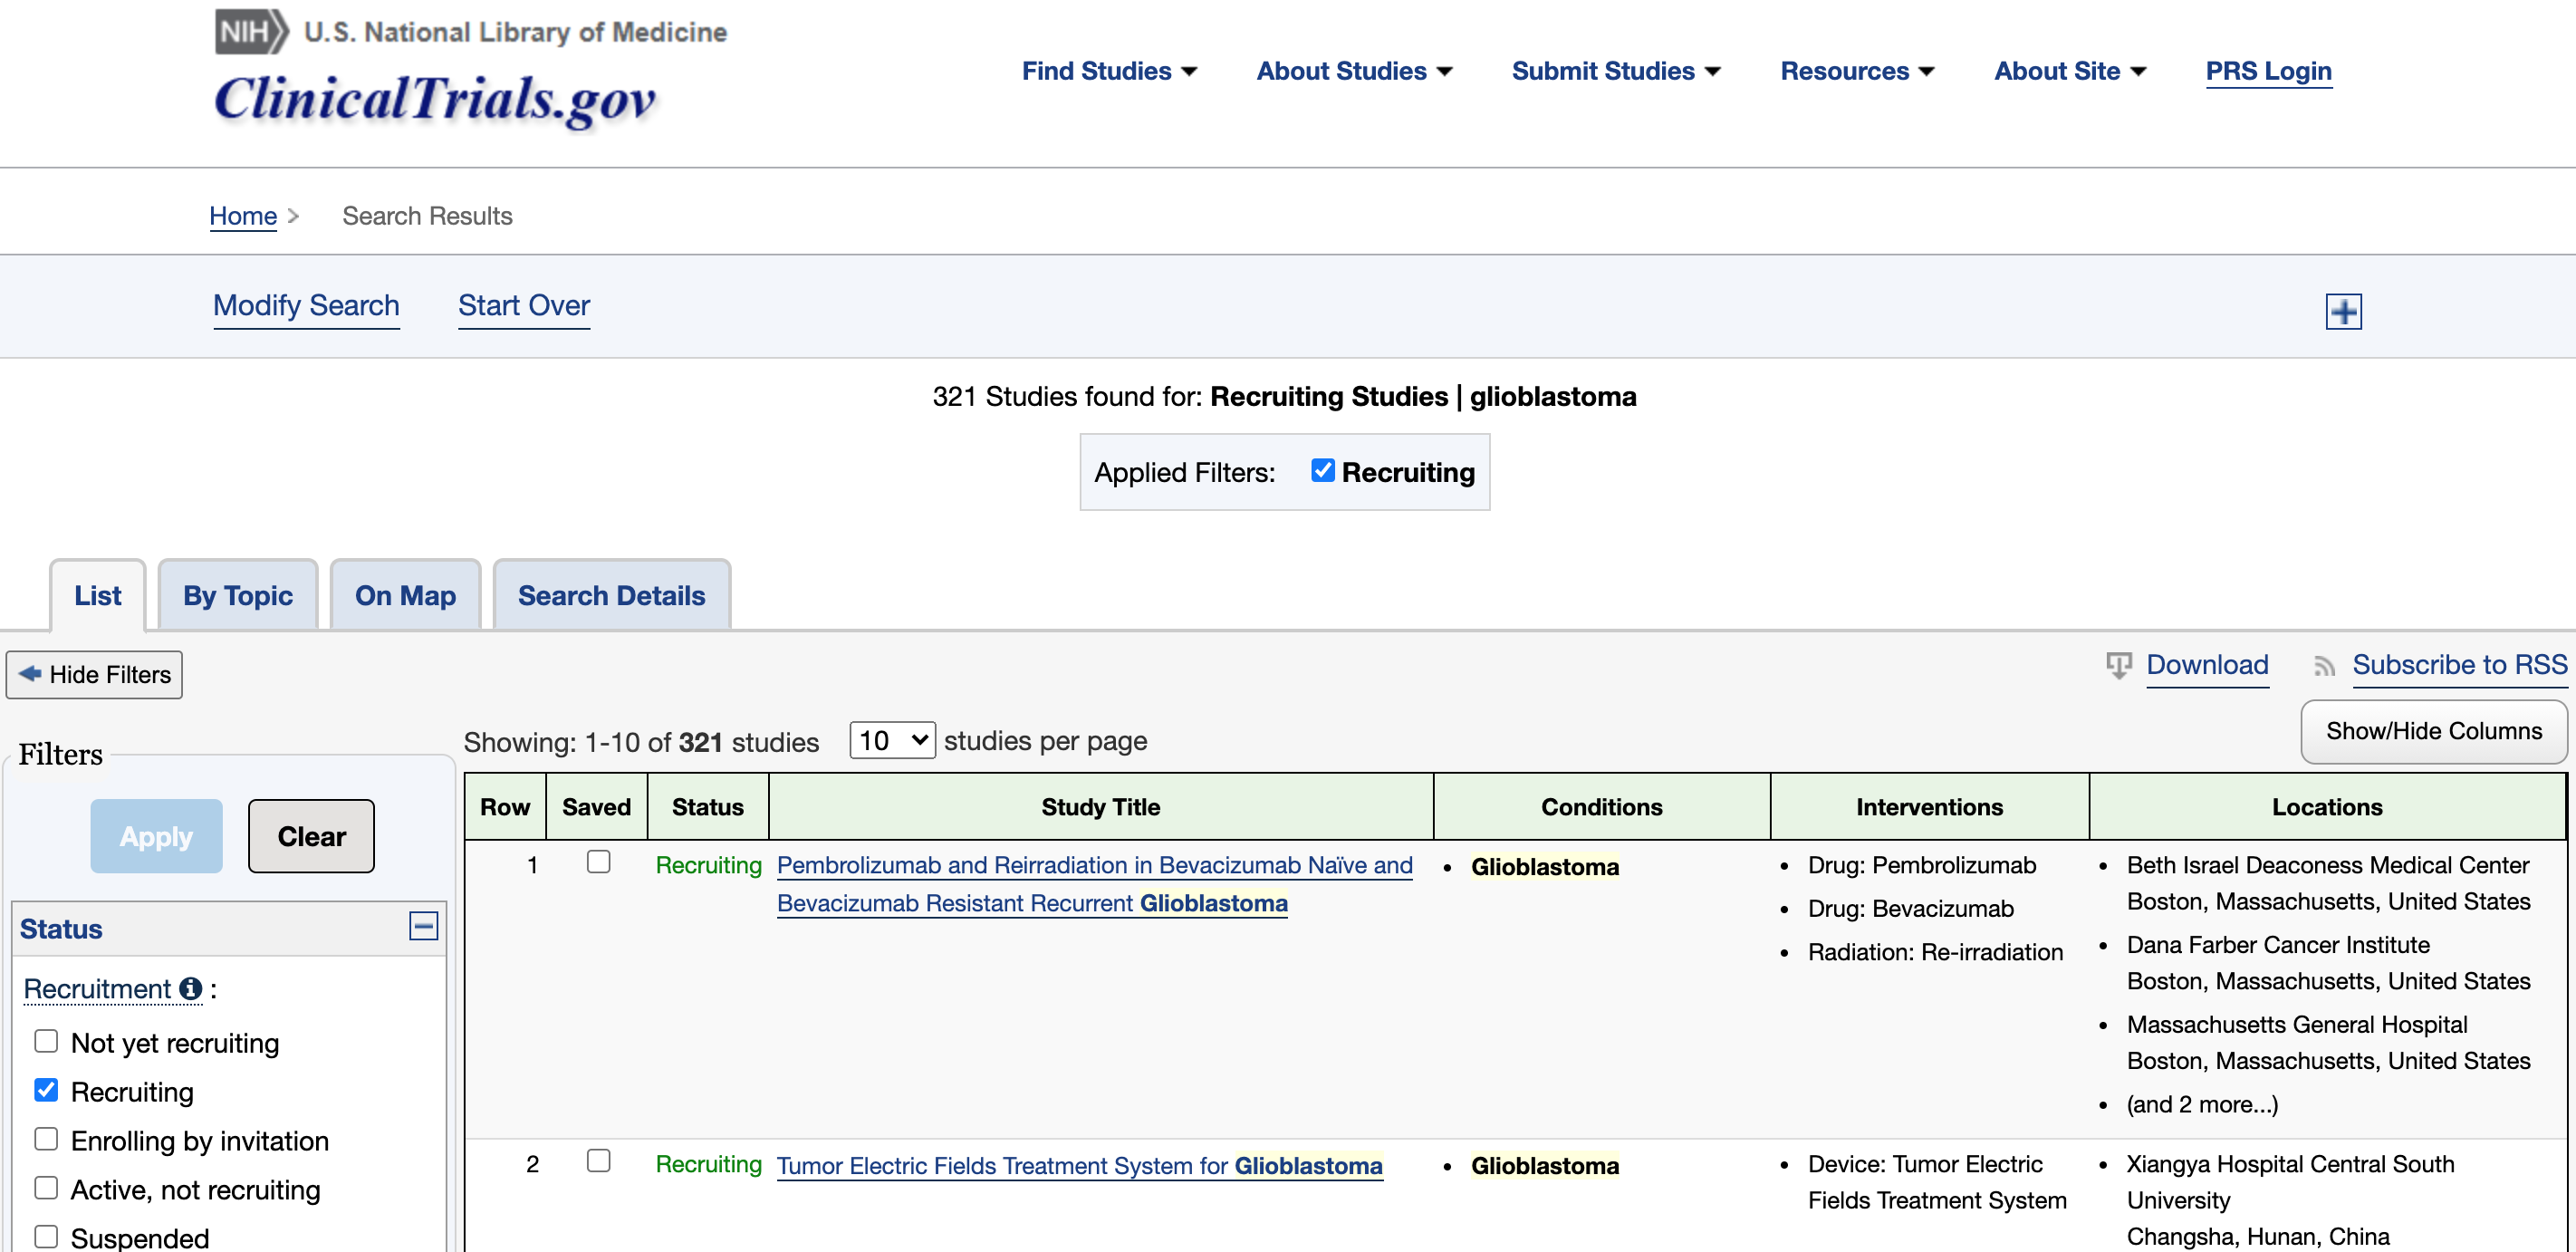 NIH U.S. National Library of Medicine
ClinicalTrials.gov
Find Studies
About Studies
Submit Studies
Resources
About Site
PRS Login
Home
Search Results
Modify Search
Start Over
321 Studies found for: Recruiting Studies | glioblastoma
Applied Filters: Recruiting
List
By Topic
On Map
Search Details
Hide Filters
Download
Subscribe to RSS
Showing: 1-10 of 321 studies 10 studies per page
Show/Hide Columns
Filters
Apply
Clear
Status
Recruitment :
Not yet recruiting
Recruiting
Enrolling by invitation
Active, not recruiting
Suspended
Row Saved Status Study Title Conditions Interventions Locations
1
Recruiting
Pembrolizumab and Reirradiation in Bevacizumab Naïve and
Bevacizumab Resistant Recurrent Glioblastoma
• Glioblastoma
• Drug: Pembrolizumab
• Drug: Bevacizumab
• Radiation: Re-irradiation
• Beth Israel Deaconess Medical Center
Boston, Massachusetts, United States
• Dana Farber Cancer Institute
Boston, Massachusetts, United States
• Massachusetts General Hospital
Boston, Massachusetts, United States
• (and 2 more...)
2
Recruiting
Tumor Electric Fields Treatment System for Glioblastoma
• Glioblastoma
• Device: Tumor Electric
Fields Treatment System
• Xiangya Hospital Central South
University
Changsha, Hunan, China